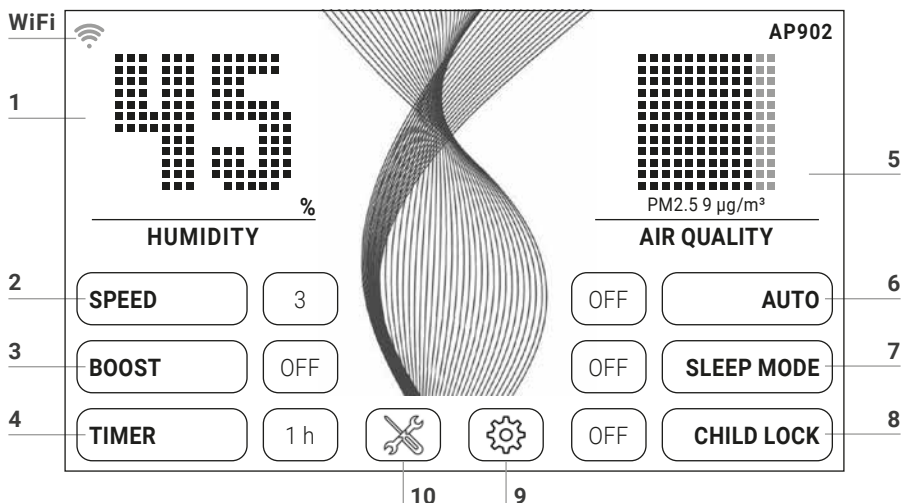 WiFi
AP902
1
45
%
HUMIDITY
5
PM2.5 9 µg/m³
AIR QUALITY
2
SPEED
3
OFF
AUTO
6
3
BOOST
OFF
OFF
SLEEP MODE
7
4
TIMER
1 h
OFF
CHILD LOCK
8
10
9